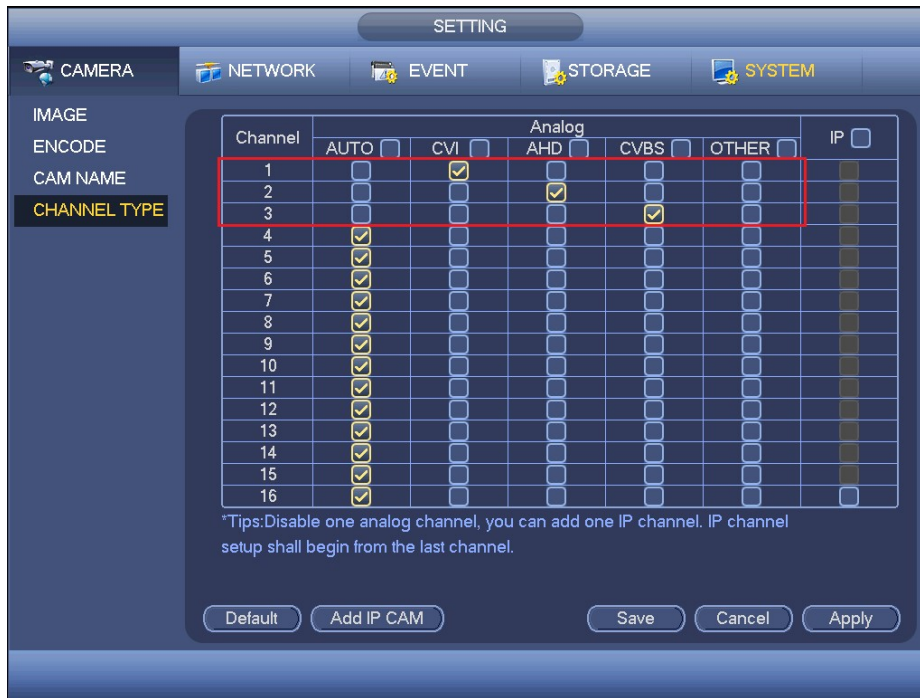 SETTING
CAMERA NETWORK EVENT STORAGE SYSTEM
IMAGE
ENCODE
CAM NAME
CHANNEL TYPE
Channel Analog IP
AUTO CVI AHD CVBS OTHER
1
2
3
4
5
6
7
8
9
10
11
12
13
14
15
16
*Tips:Disable one analog channel, you can add one IP channel. IP channel
setup shall begin from the last channel.
Default Add IP CAM Save Cancel Apply